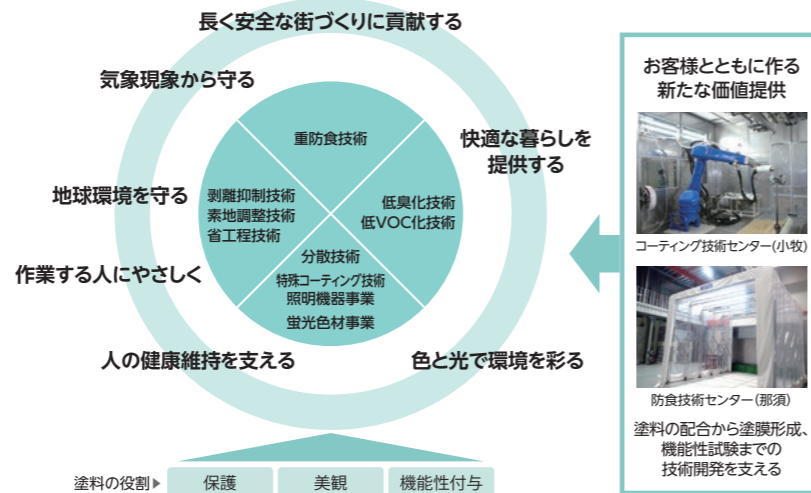 長く安全な街づくりに貢献する
気象現象から守る
快適な暮らしを
提供する
地球環境を守る
作業する人にやさしく
人の健康維持を支える
色と光で環境を彩る
重防食技術
剥離抑制技術
素地調整技術
省工程技術
低臭化技術
低VOC化技術
分散技術
特殊コーティング技術
照明機器事業
蛍光色材事業
塗料の役割▶
保護
美観
機能性付与
お客様とともに作る
新たな価値提供
コーティング技術センター(小牧)
防食技術センター(那須)
塗料の配合から塗膜形成、
機能性試験までの
技術開発を支える